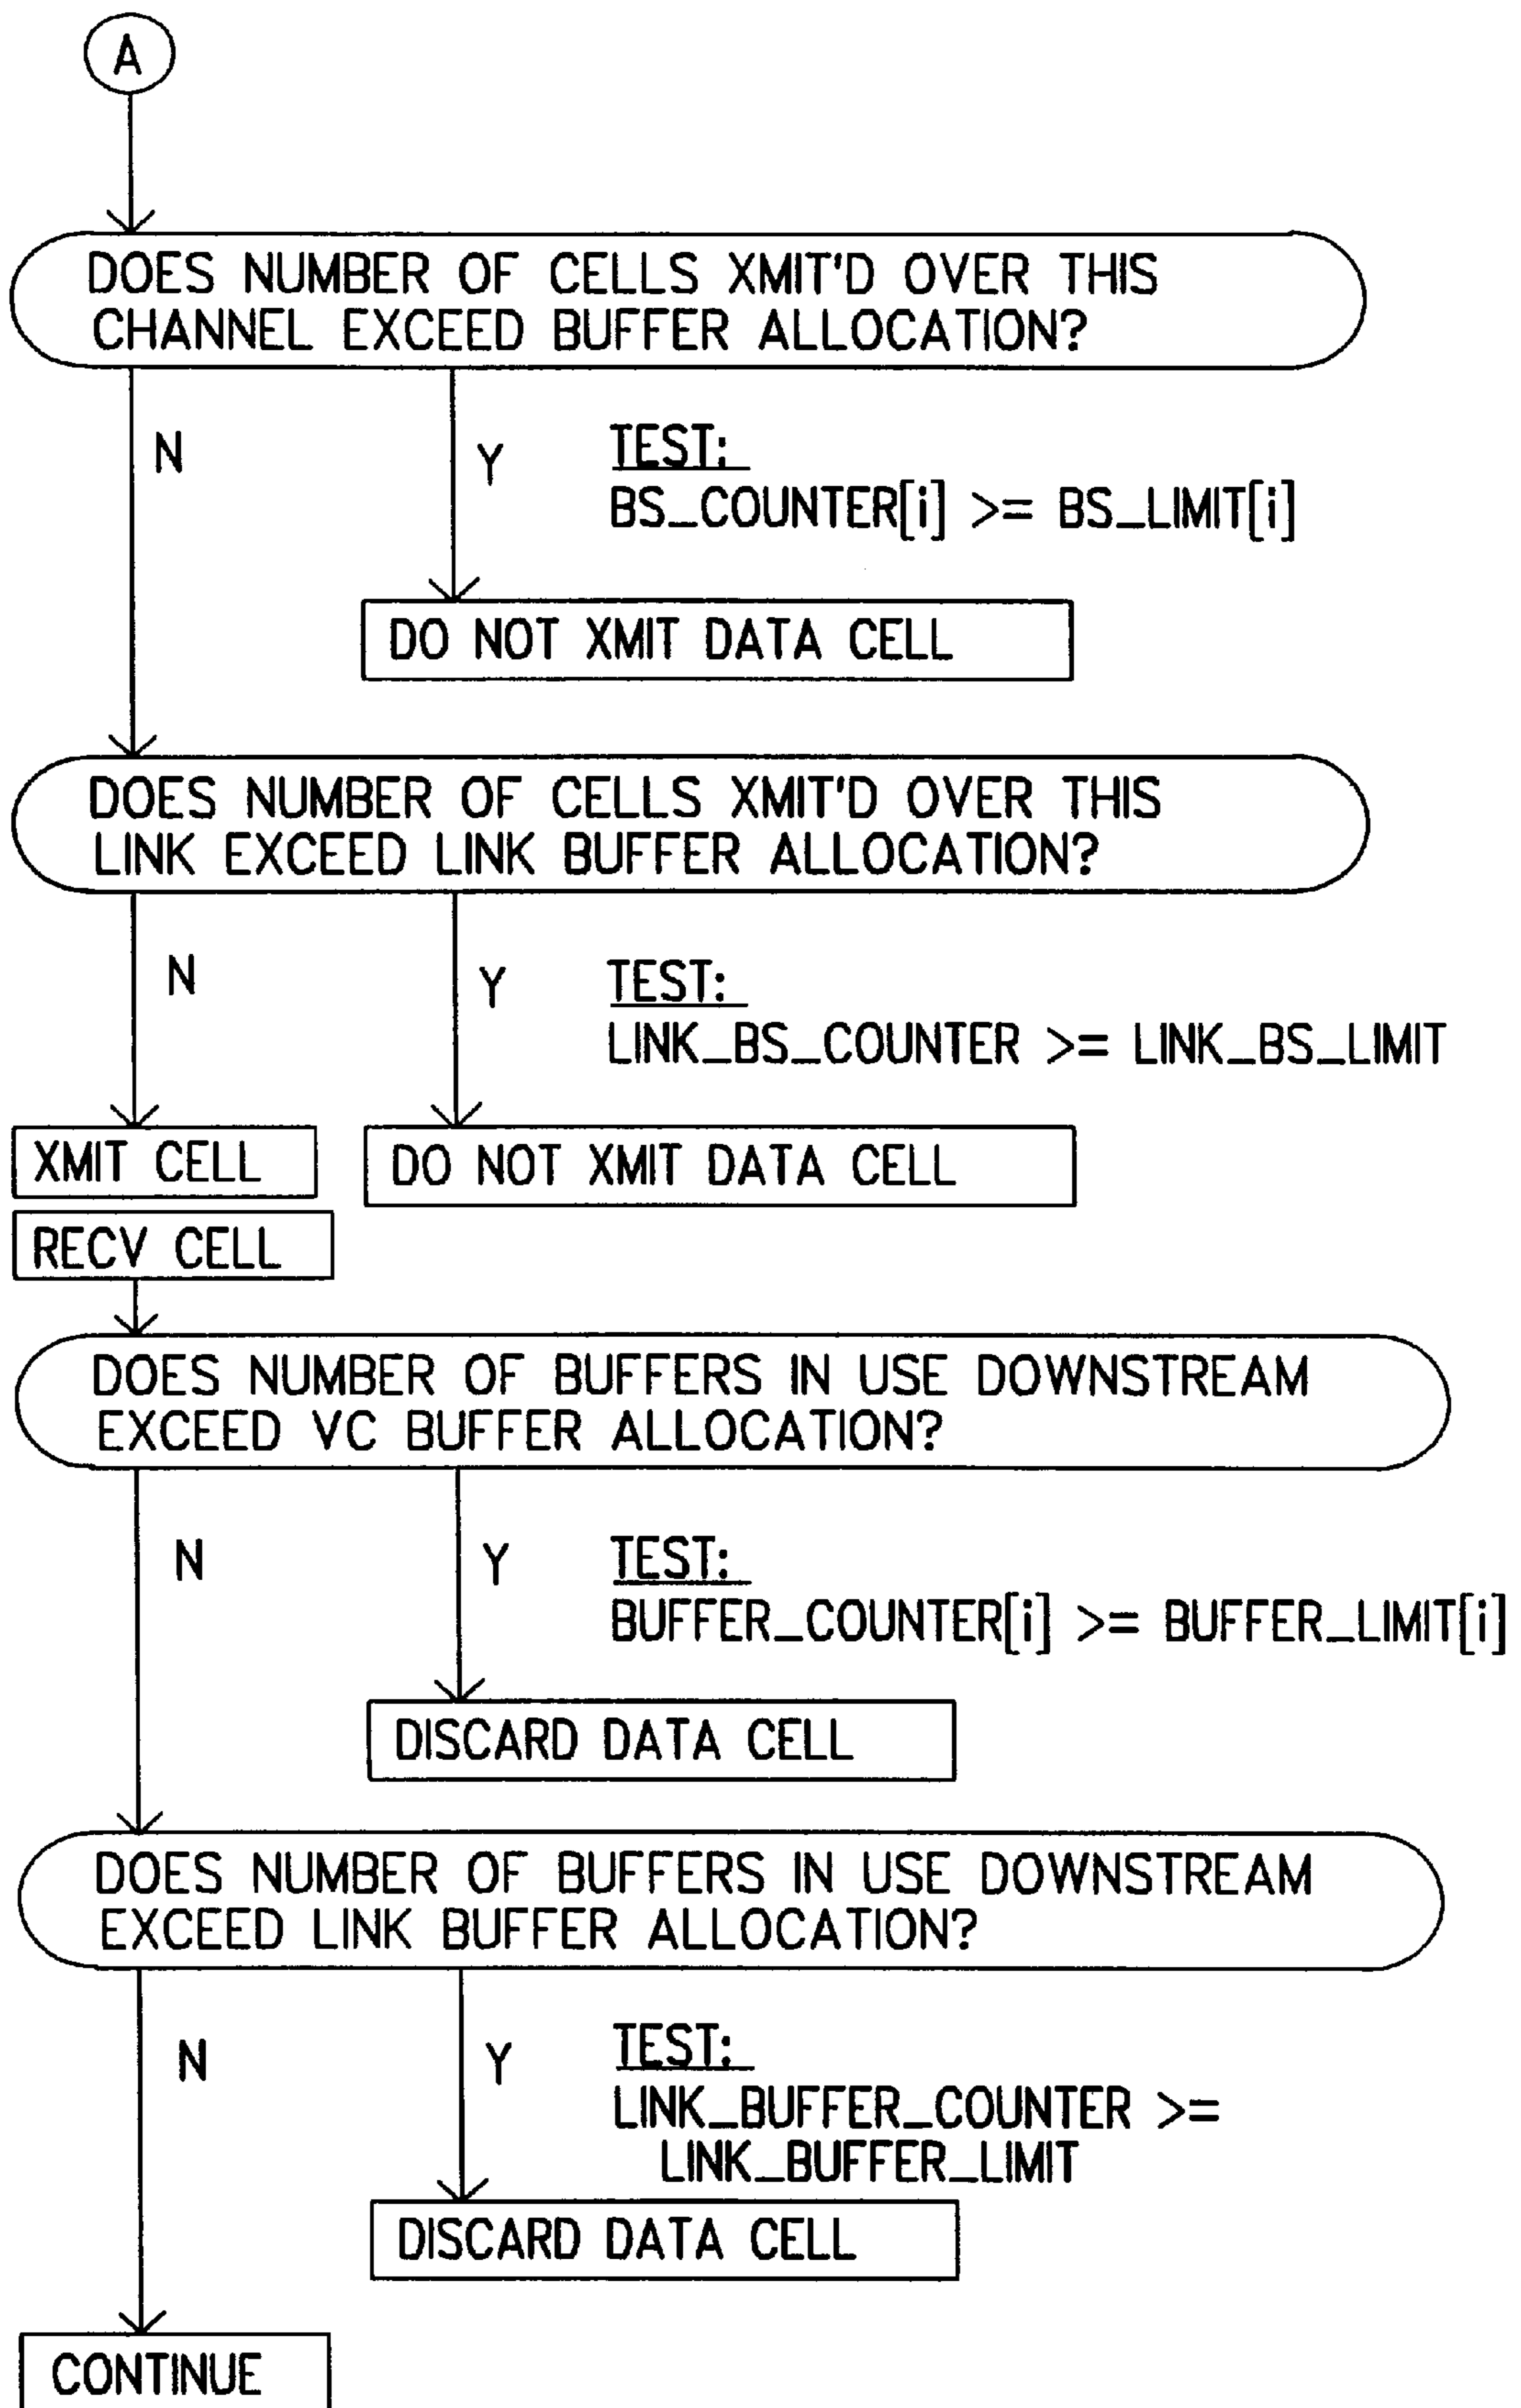 A
DOES NUMBER OF CELLS XMIT'D OVER THIS
CHANNEL EXCEED BUFFER ALLOCATION?
N
Y
TEST:
BS_COUNTER[i] >= BS_LIMIT[i]
DO NOT XMIT DATA CELL
DOES NUMBER OF CELLS XMIT'D OVER THIS
LINK EXCEED LINK BUFFER ALLOCATION?
N
Y
TEST:
LINK_BS_COUNTER >= LINK_BS_LIMIT
XMIT CELL
DO NOT XMIT DATA CELL
RECV CELL
DOES NUMBER OF BUFFERS IN USE DOWNSTREAM
EXCEED VC BUFFER ALLOCATION?
N
Y
TEST:
BUFFER_COUNTER[i] >= BUFFER_LIMIT[i]
DISCARD DATA CELL
DOES NUMBER OF BUFFERS IN USE DOWNSTREAM
EXCEED LINK BUFFER ALLOCATION?
N
Y
TEST:
LINK_BUFFER_COUNTER >=
LINK_BUFFER_LIMIT
DISCARD DATA CELL
CONTINUE